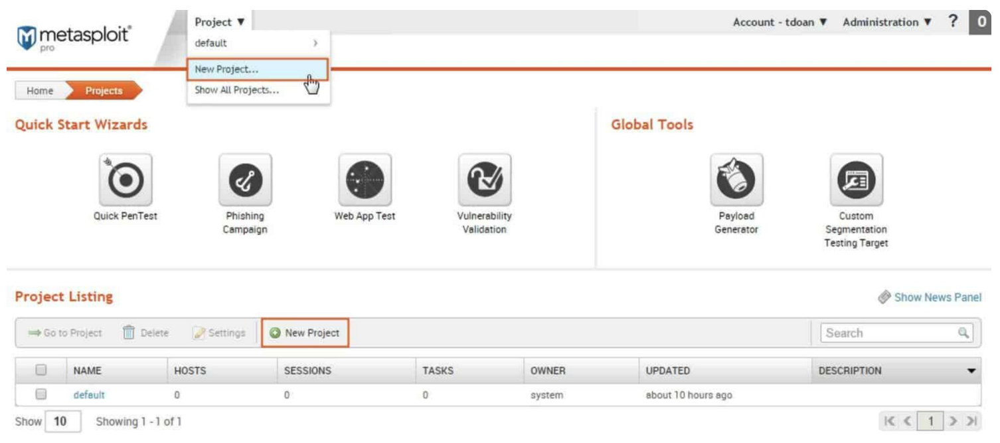 metasploit®
pro
Project ▼
Account - tdoan ▼ Administration ▼ ? 0
default >
New Project...
Show All Projects...
Home Projects
Quick Start Wizards
Quick PenTest
Phishing
Campaign
Web App Test
Vulnerability
Validation
Global Tools
Payload
Generator
Custom
Segmentation
Testing Target
Project Listing
Show News Panel
Go to Project Delete Settings New Project Search
NAME HOSTS SESSIONS TASKS OWNER UPDATED DESCRIPTION
default 0 0 0 system about 10 hours ago
Show 10 Showing 1 - 1 of 1 1